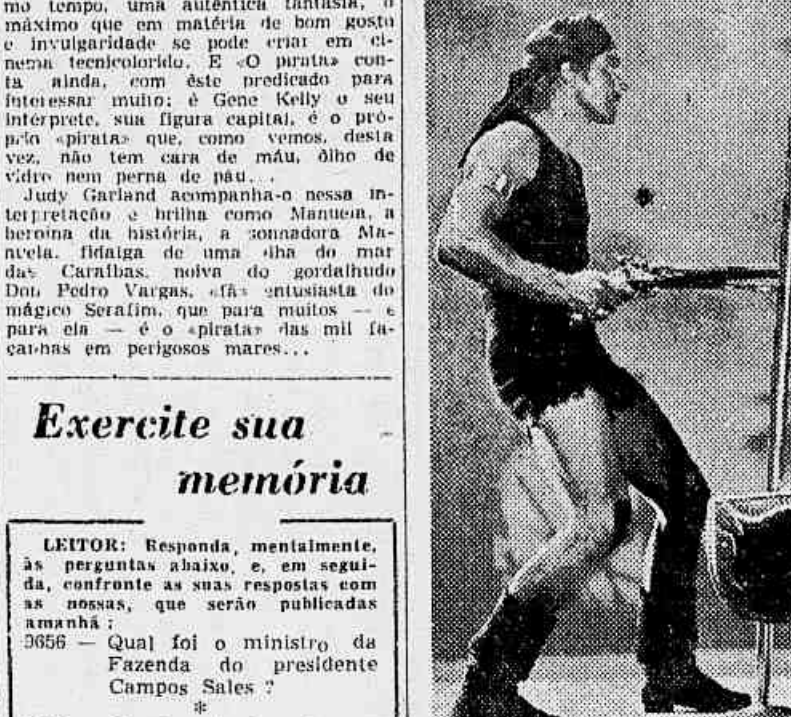 mo tempo, uma autêntica fantasia, o
máximo que em matéria de bom gosto
e invulgaridade se pode criar em ci-
nema tecnicolorido. E «O pirata» con-
ta ainda, com êste predicado para
interessar muito: é Gene Kelly o seu
intérprete, sua figura capital, é o pró-
prio «pirata» que, como vemos, desta
vez, não tem cara de máu, ôlho de
vidro nem perna de páu...
Judy Garland acompanha-o nessa in-
terpretação e brilha como Manuela, a
heroina da história, a sonhadora Ma-
nuela, fidalga de uma ilha do mar
das Caraibas, noiva do gordalhudo
Don Pedro Vargas, «fã» entusiasta do
mágico Serafim, que para muitos — e
para ela — é o «pirata» das mil fa-
çanhas em perigosos mares...
Exercite sua
memória
LEITOR: Responda, mentalmente,
às perguntas abaixo, e, em segui-
da, confronte as suas respostas com
as nossas, que serão publicadas
amanhã :
9656 — Qual foi o ministro da
Fazenda do presidente
Campos Sales ?
*